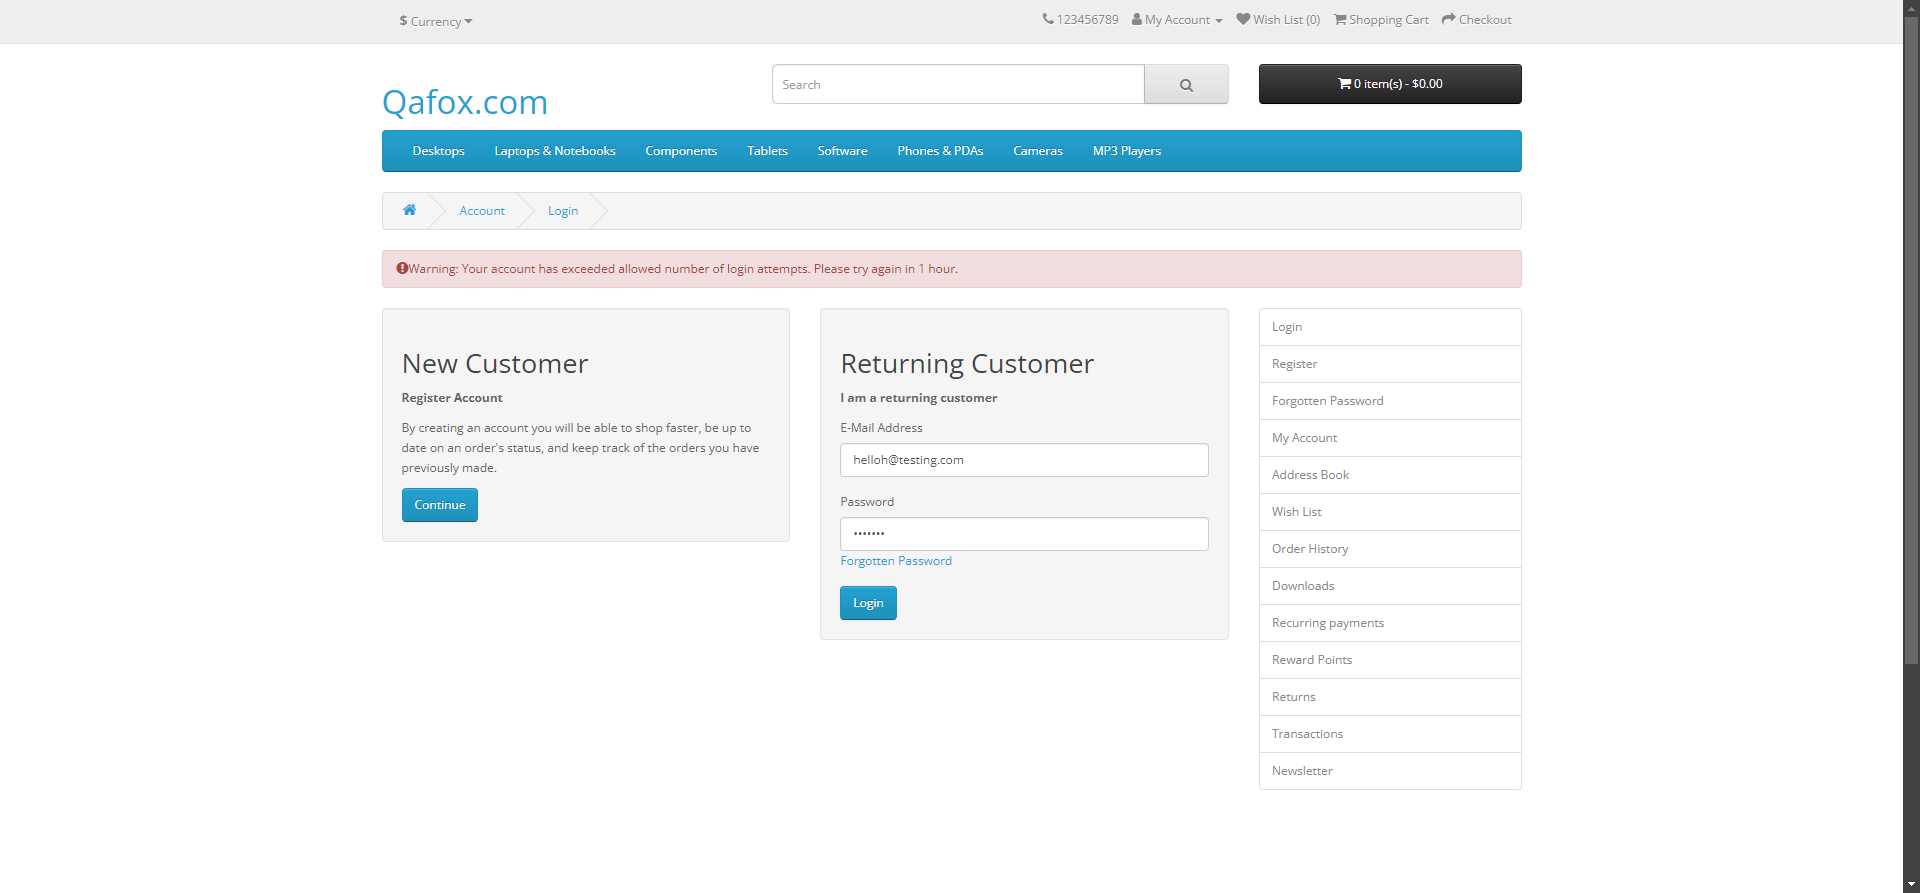 $ Currency
123456789 My Account Wish List (0) Shopping Cart Checkout
Qafox.com
Search
0 item(s) - $0.00
Desktops Laptops & Notebooks Components Tablets Software Phones & PDAs Cameras MP3 Players
Account Login
Warning: Your account has exceeded allowed number of login attempts. Please try again in 1 hour.
New Customer
Register Account
By creating an account you will be able to shop faster, be up to
date on an order's status, and keep track of the orders you have
previously made.
Continue
Returning Customer
I am a returning customer
E-Mail Address
helloh@testing.com
Password
•••••••
Forgotten Password
Login
Login
Register
Forgotten Password
My Account
Address Book
Wish List
Order History
Downloads
Recurring payments
Reward Points
Returns
Transactions
Newsletter